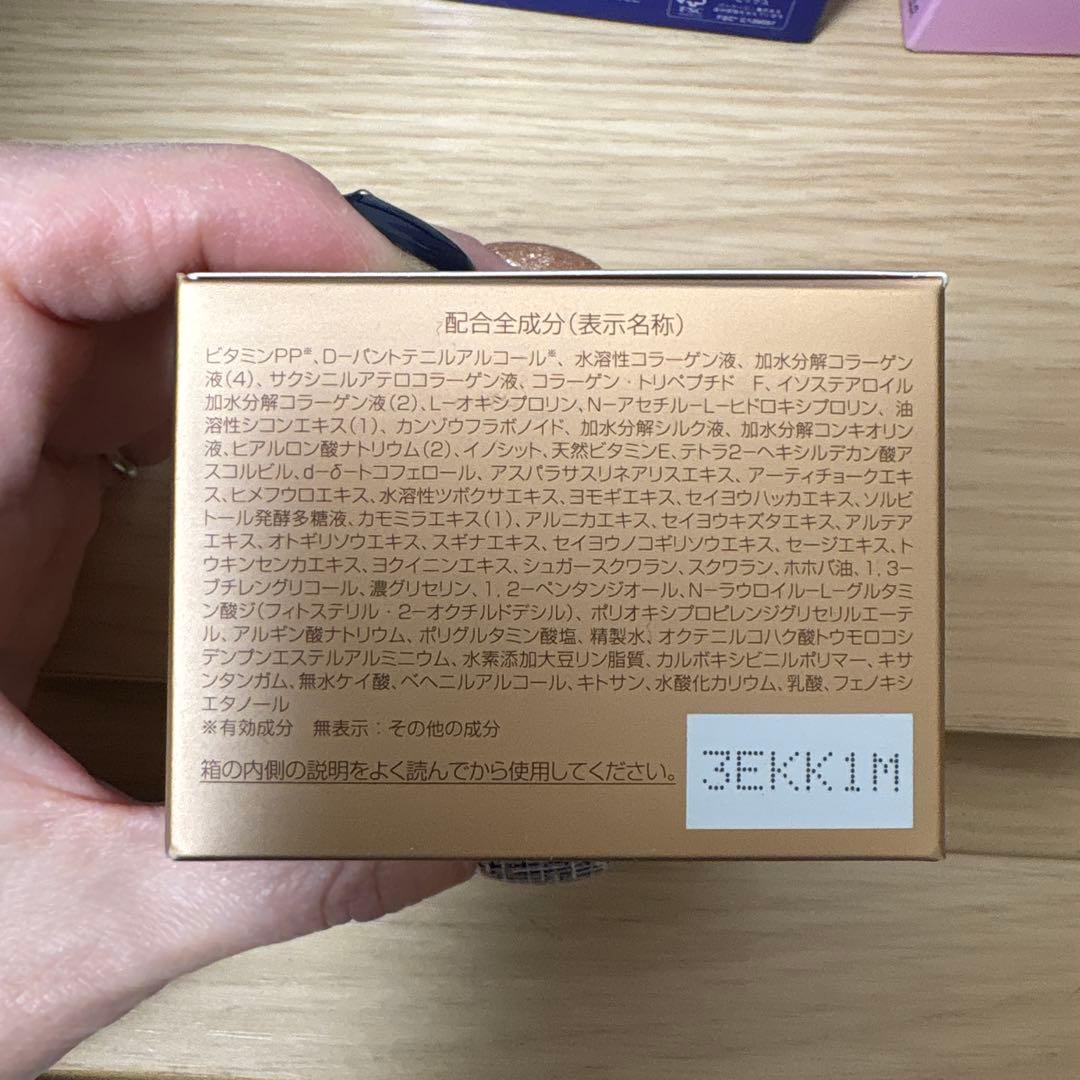 配合全成分(表示名称)
ビタミンPP※、D-パントテニルアルコール※、水溶性コラーゲン液、加水分解コラーゲン
液(4)、サクシニルアテロコラーゲン液、コラーゲン・トリペプチド F、イソステアロイル
加水分解コラーゲン液(2)、L-オキシプロリン、N-アセチル-L-ヒドロキシプロリン、油
溶性シコンエキス(1)、カンゾウフラボノイド、加水分解シルク液、加水分解コンキオリン
液、ヒアルロン酸ナトリウム(2)、イノシット、天然ビタミンE、テトラ2-ヘキシルデカン酸ア
スコルビル、d-δ-トコフェロール、アスパラサスリネアリスエキス、アーティチョークエキ
ス、ヒメフウロエキス、水溶性ツボクサエキス、ヨモギエキス、セイヨウハッカエキス、ソルビ
トール発酵多糖液、カモミラエキス(1)、アルニカエキス、セイヨウキズタエキス、アルテア
エキス、オトギリソウエキス、スギナエキス、セイヨウノコギリソウエキス、セージエキス、ト
ウキンセンカエキス、ヨクイニンエキス、シュガースクワラン、スクワラン、ホホバ油、1,3-
ブチレングリコール、濃グリセリン、1,2-ペンタンジオール、N-ラウロイル-L-グルタミ
ン酸ジ(フィトステリル・2-オクチルドデシル)、ポリオキシプロピレンジグリセリルエーテ
ル、アルギン酸ナトリウム、ポリグルタミン酸塩、精製水、オクテニルコハク酸トウモロコシ
デンプンエステルアルミニウム、水素添加大豆リン脂質、カルボキシビニルポリマー、キサ
ンタンガム、無水ケイ酸、ベヘニルアルコール、キトサン、水酸化カリウム、乳酸、フェノキシ
エタノール
※有効成分 無表示:その他の成分
箱の内側の説明をよく読んでから使用してください。
3EKK1M